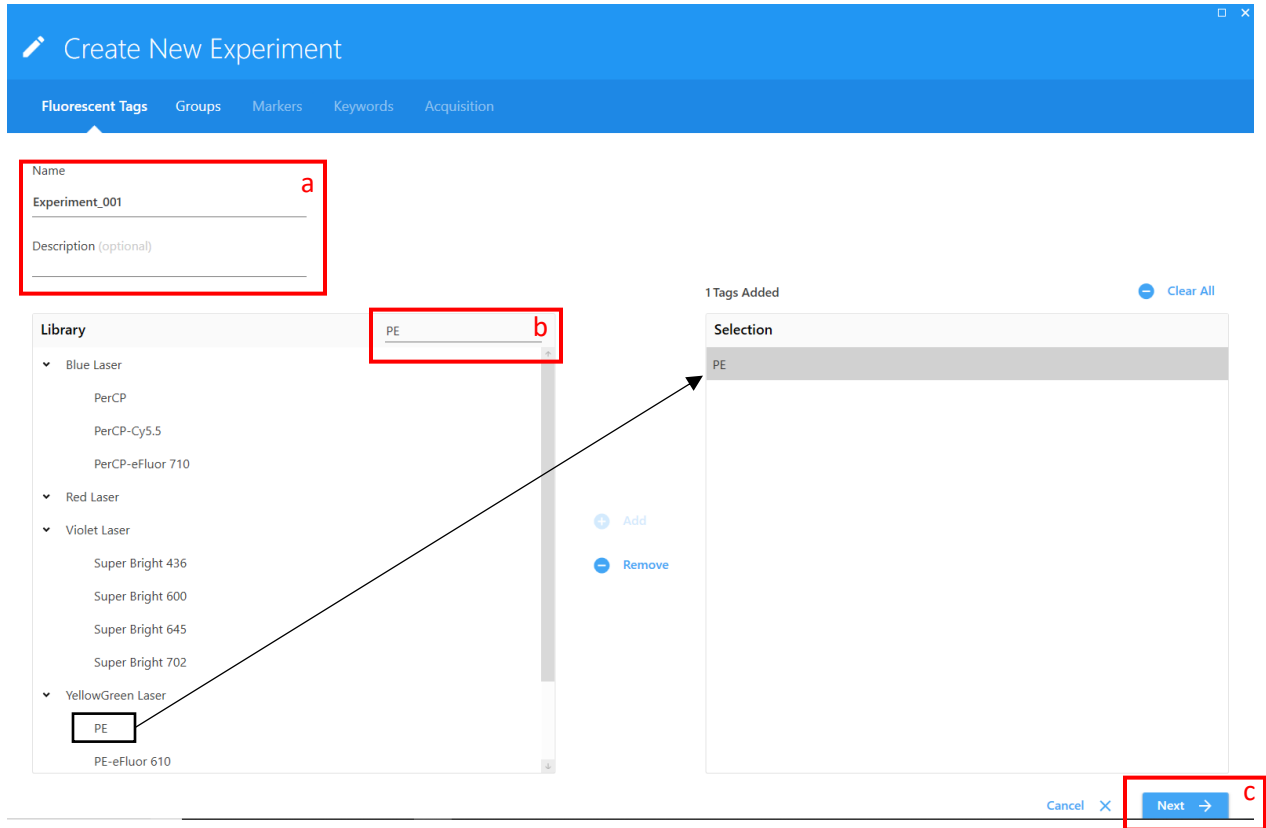 Create New Experiment
Fluorescent Tags Groups Markers Keywords Acquisition
Name
a
Experiment_001
Description (optional)
1 Tags Added
Clear All
Library
PE
b
Selection
Blue Laser
PE
PerCP
PerCP-Cy5.5
PerCP-eFluor 710
Red Laser
Violet Laser
Add
Super Bright 436
Remove
Super Bright 600
Super Bright 645
Super Bright 702
YellowGreen Laser
PE
PE-eFluor 610
Cancel
Next
c